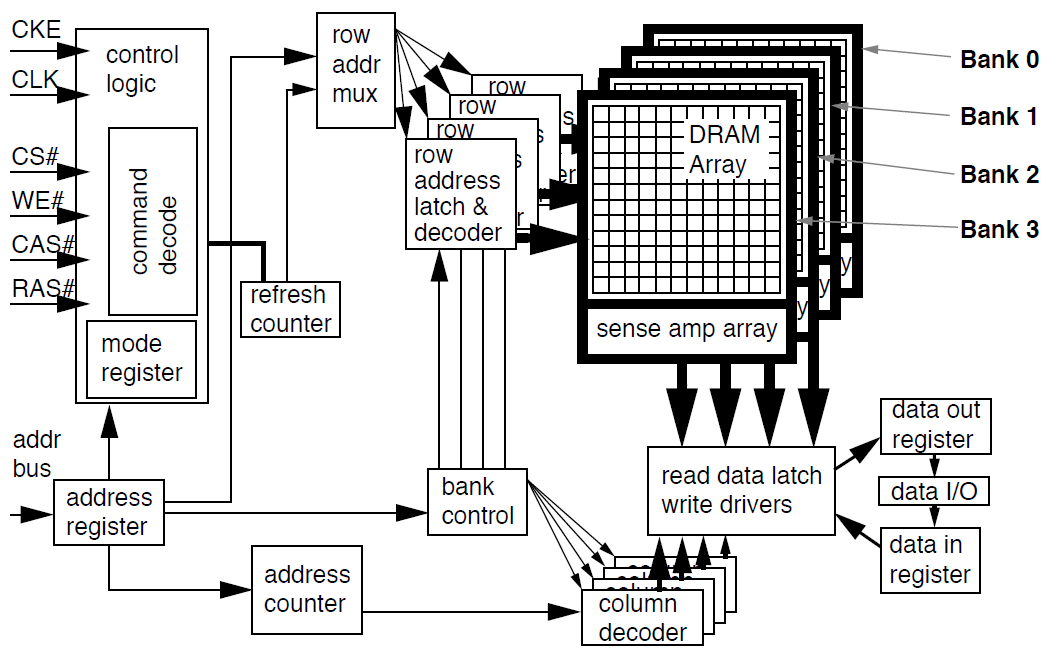 CKE
CLK
CS#
WE#
CAS#
RAS#
control
logic
command
decode
mode
register
addr
bus
address
register
refresh
counter
row
addr
mux
row
row
row
row
address
latch &
decoder
s
s
s
er
er
r
DRAM
Array
sense amp array
y
y
y
Bank 0
Bank 1
Bank 2
Bank 3
bank
control
address
counter
column
decoder
read data latch
write drivers
data out
register
data I/O
data in
register